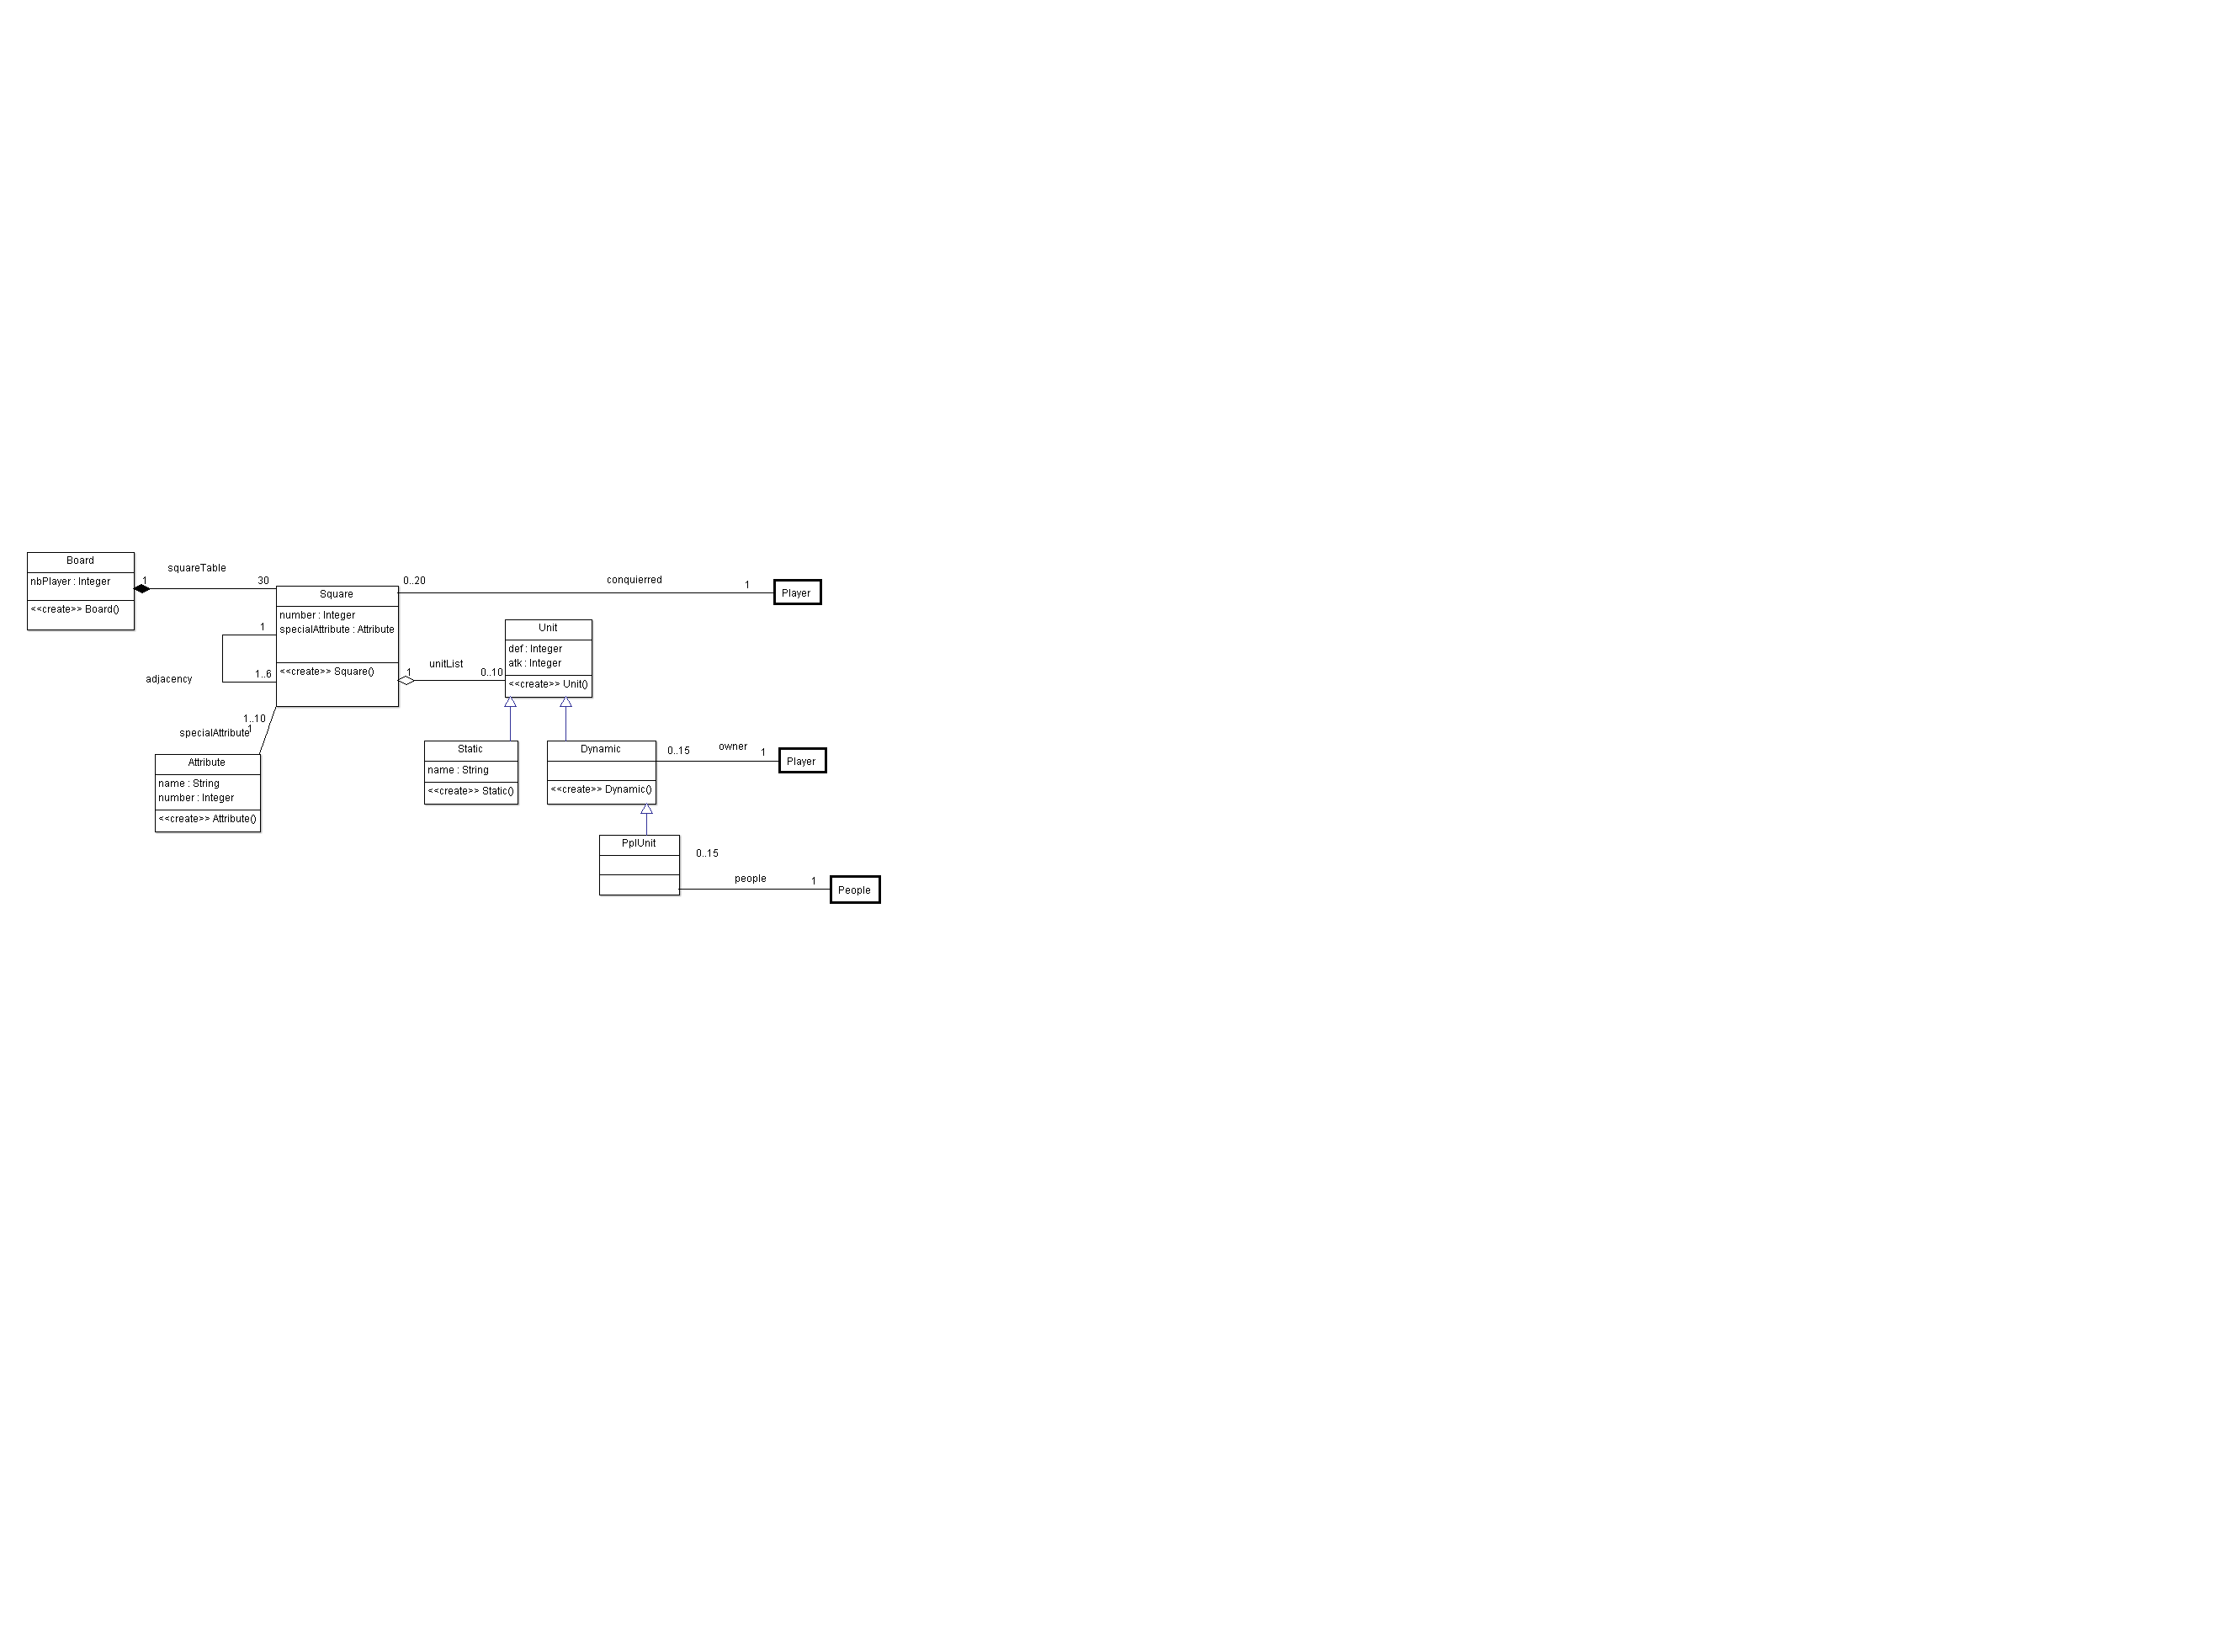 Board
nbPlayer : Integer
<<create>> Board()
1
squareTable
30
Square
number : Integer
specialAttribute : Attribute
<<create>> Square()
0..20
conquierred
1
Player
1
adjacency
1..6
1
unitList
0..10
Unit
def : Integer
atk : Integer
<<create>> Unit()
1..10
specialAttribute
1
Attribute
name : String
number : Integer
<<create>> Attribute()
Static
name : String
<<create>> Static()
Dynamic
<<create>> Dynamic()
0..15
owner
1
Player
PplUnit
0..15
people
1
People